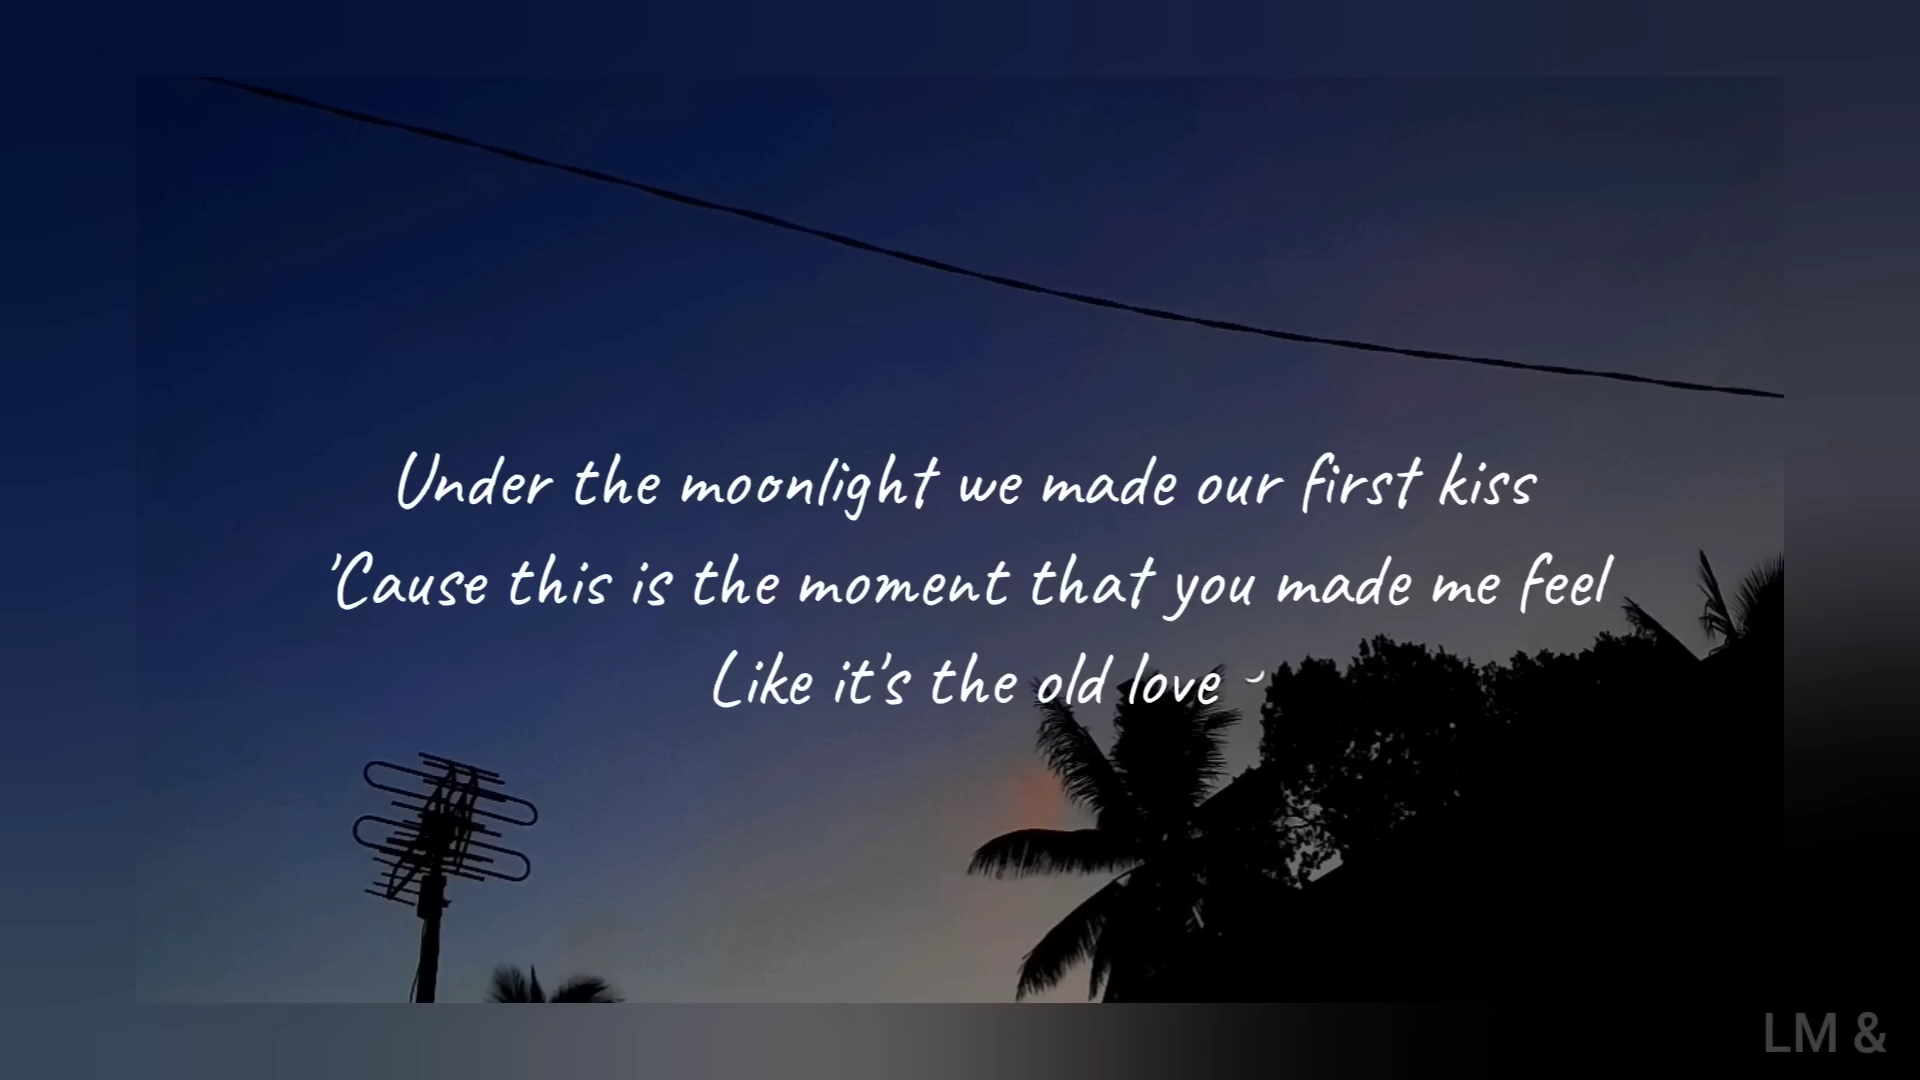 Under the moonlight we made our first kiss
'Cause this is the moment that you made me feel
Like it's the old love
LM &